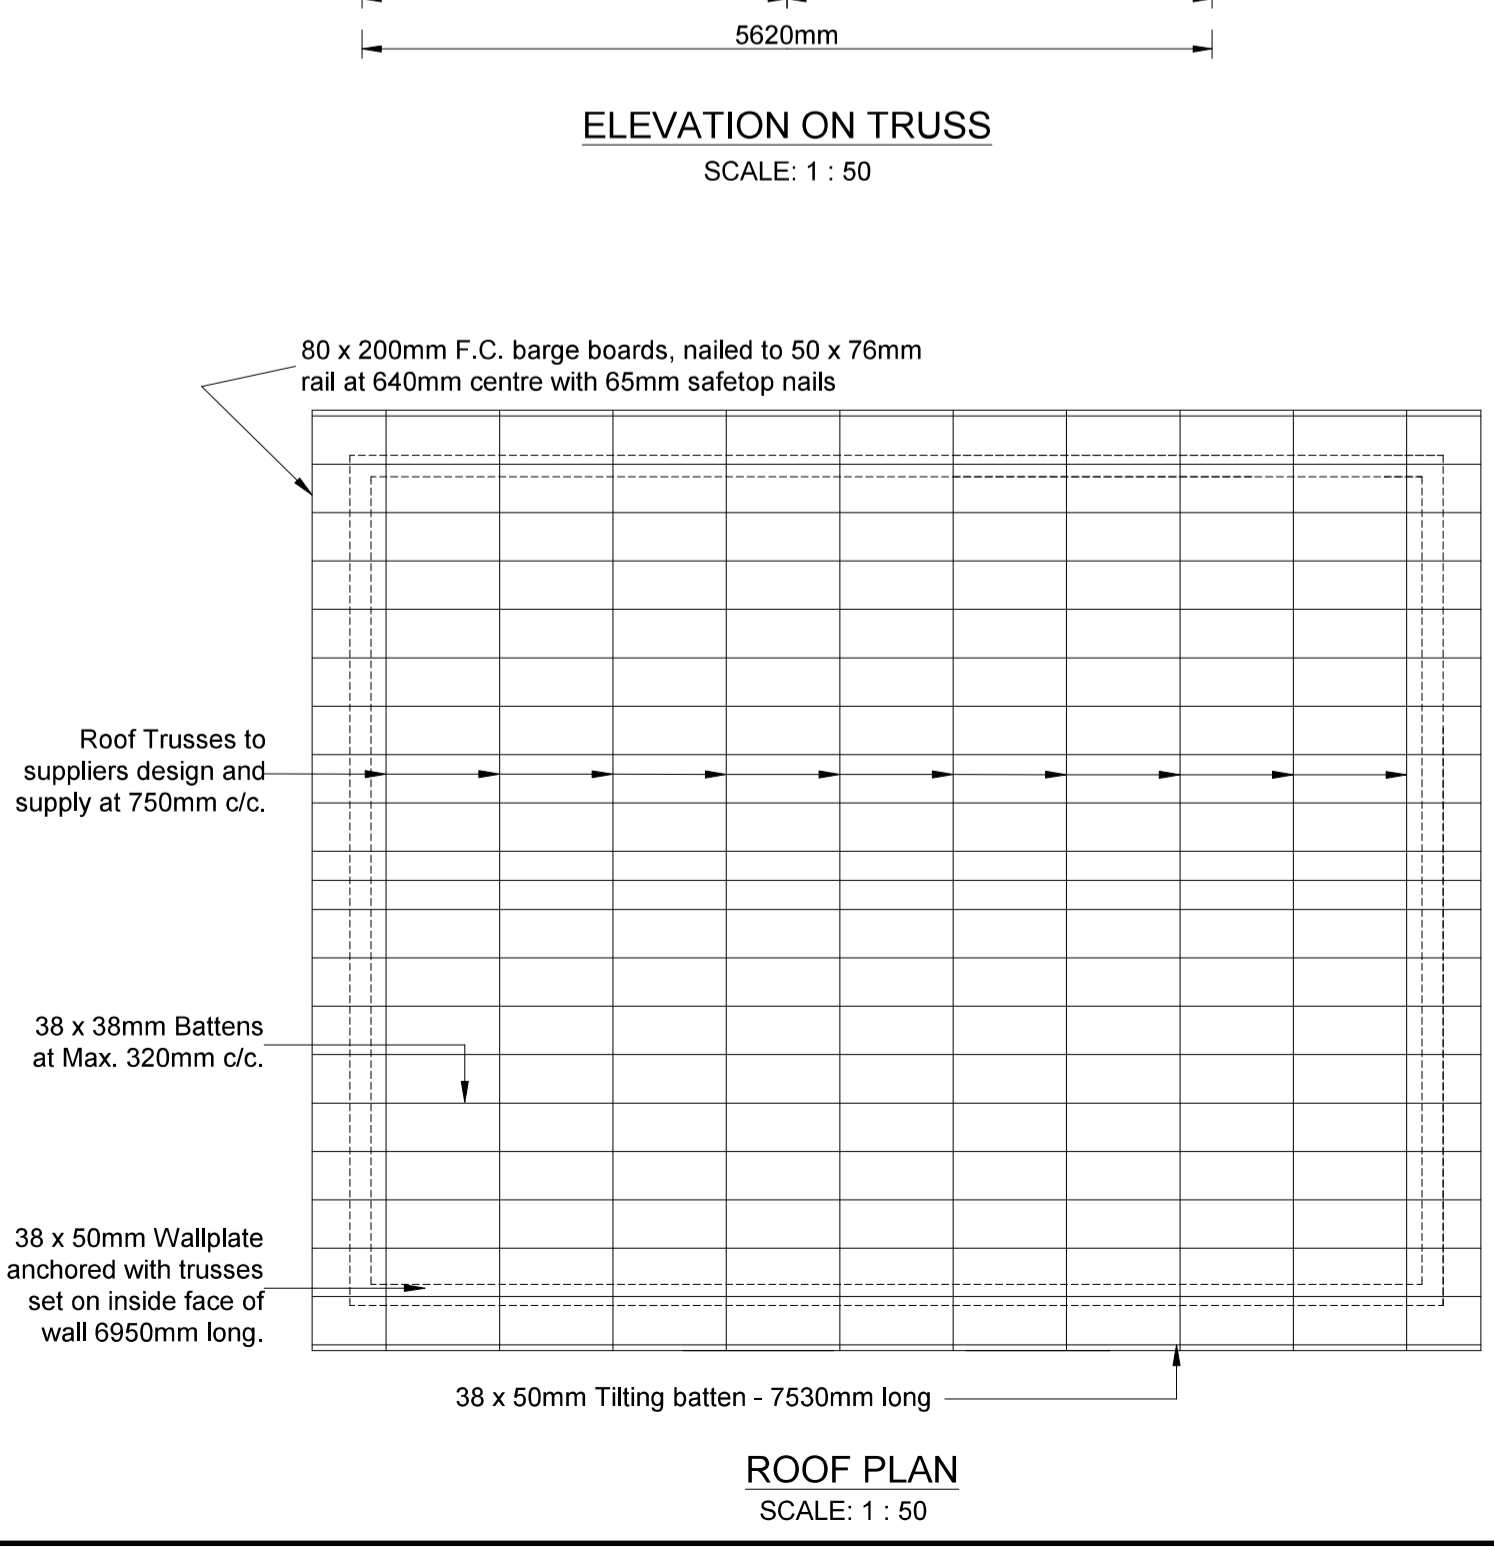 5620mm
ELEVATION ON TRUSS
SCALE: 1 : 50
80 x 200mm F.C. barge boards, nailed to 50 x 76mm
rail at 640mm centre with 65mm safetop nails
Roof Trusses to
suppliers design and
supply at 750mm c/c.
38 x 38mm Battens
at Max. 320mm c/c.
38 x 50mm Wallplate
anchored with trusses
set on inside face of
wall 6950mm long.
38 x 50mm Tilting batten - 7530mm long
ROOF PLAN
SCALE: 1 : 50